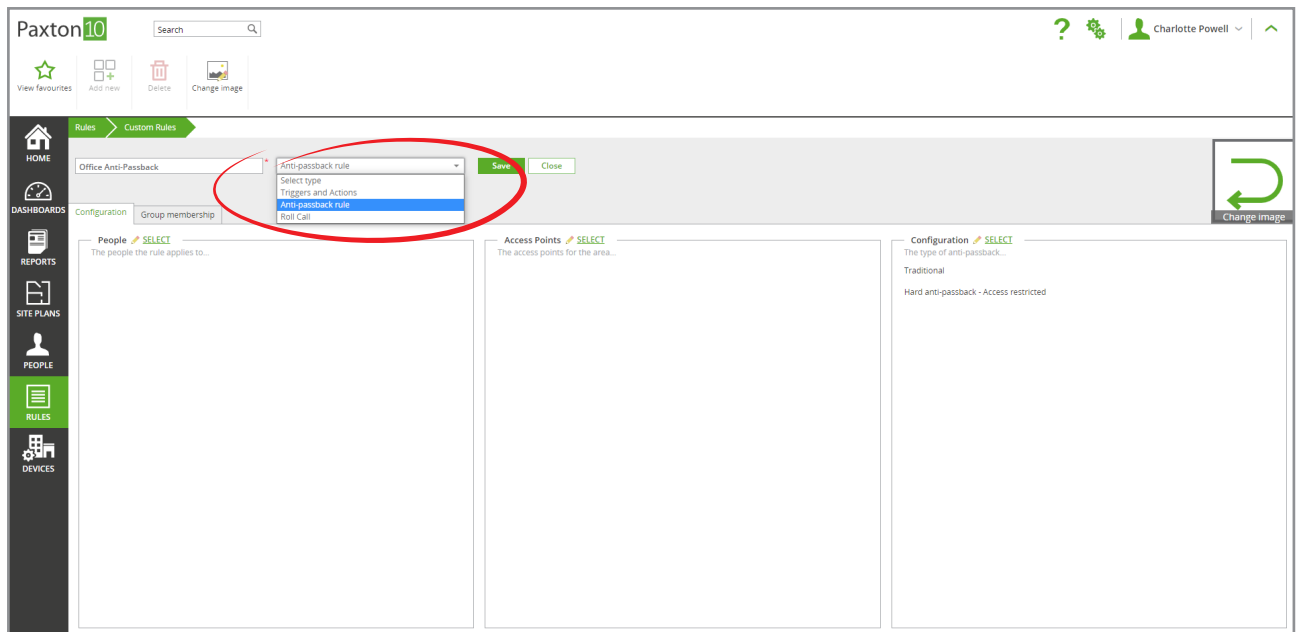 Paxton 10
Search
Charlotte Powell
View favourites
Add new
Delete
Change image
Rules
Custom Rules
HOME
Office Anti-Passback
*
Anti-passback rule
Save
Close
Select type
Triggers and Actions
Anti-passback rule
Roll Call
DASHBOARDS
Configuration
Group membership
Change image
People SELECT
The people the rule applies to...
Access Points SELECT
The access points for the area...
Configuration SELECT
The type of anti-passback...
Traditional
Hard anti-passback - Access restricted
REPORTS
SITE PLANS
PEOPLE
RULES
DEVICES